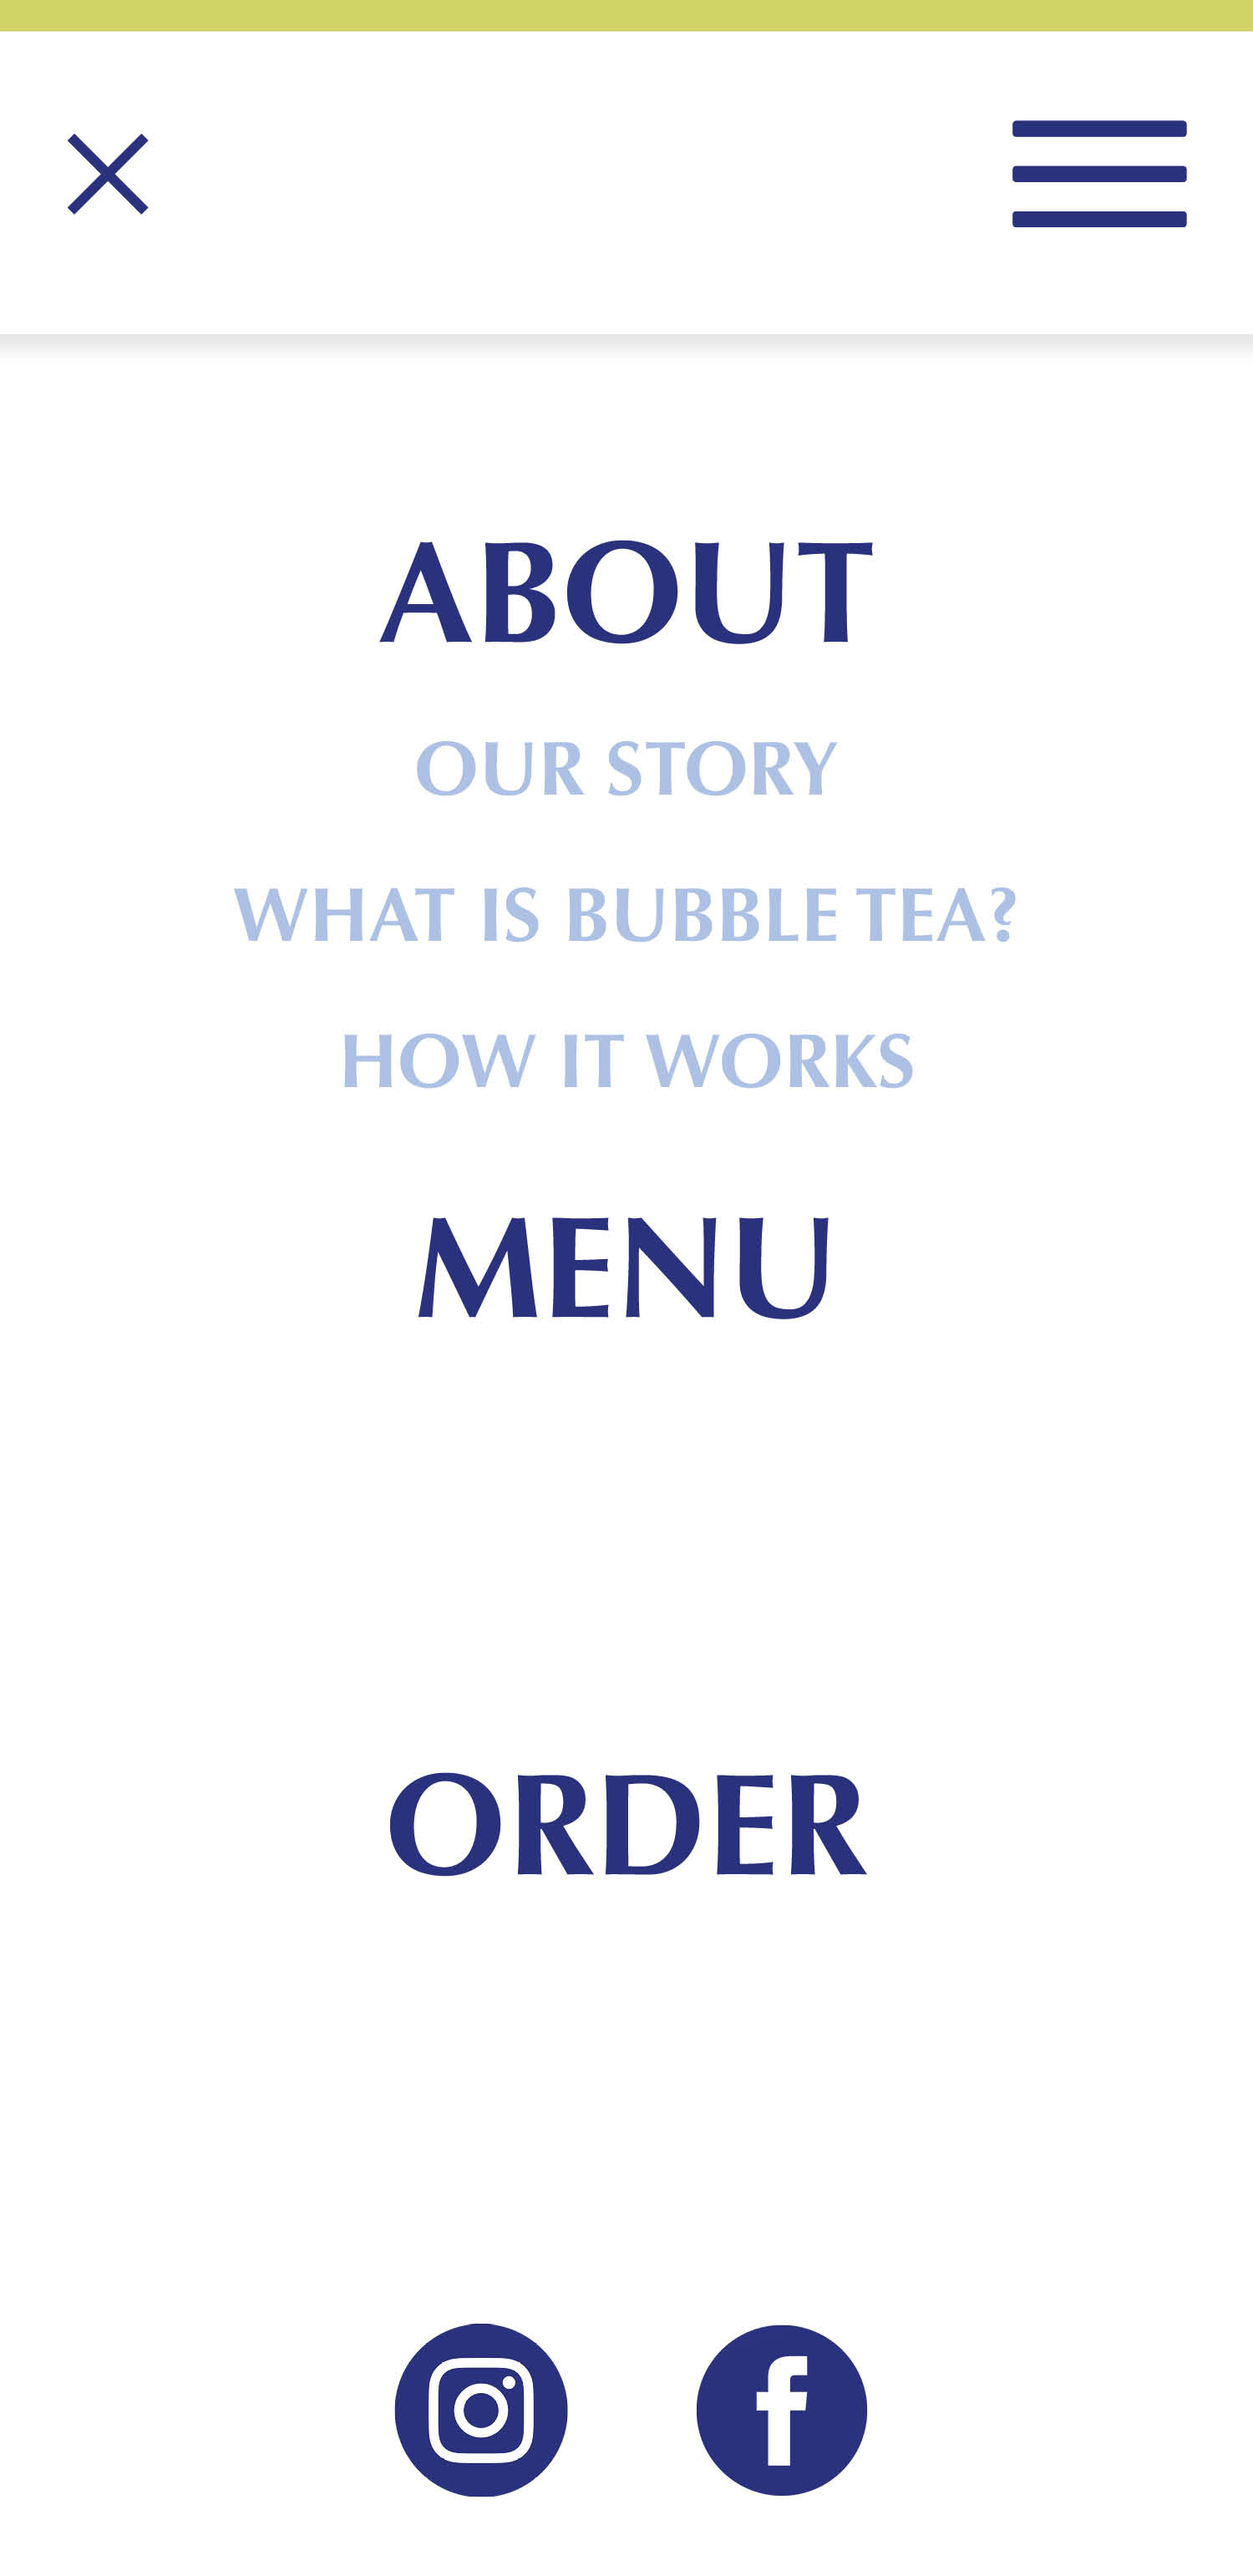 ABOUT
OUR STORY
WHAT IS BUBBLE TEA?
HOW IT WORKS
MENU
ORDER